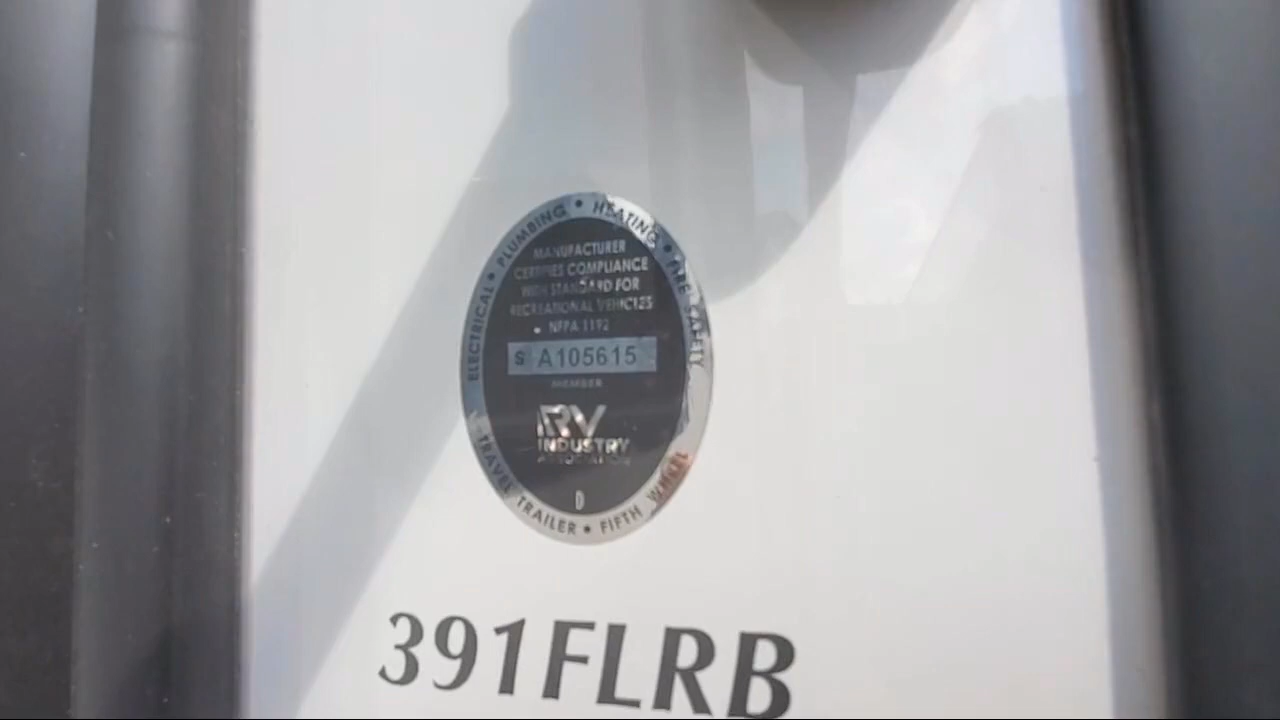 ELECTRICAL • PLUMBING • HEATING • FIRE SAFETY
MANUFACTURER
CERTIFIES COMPLIANCE
WITH STANDARD FOR
RECREATIONAL VEHICLES
NFPA 1192
S A105615
MEMBER
RV
INDUSTRY
ASSOCIATION
D
TRAVEL TRAILER • FIFTH WHEEL
391FLRB